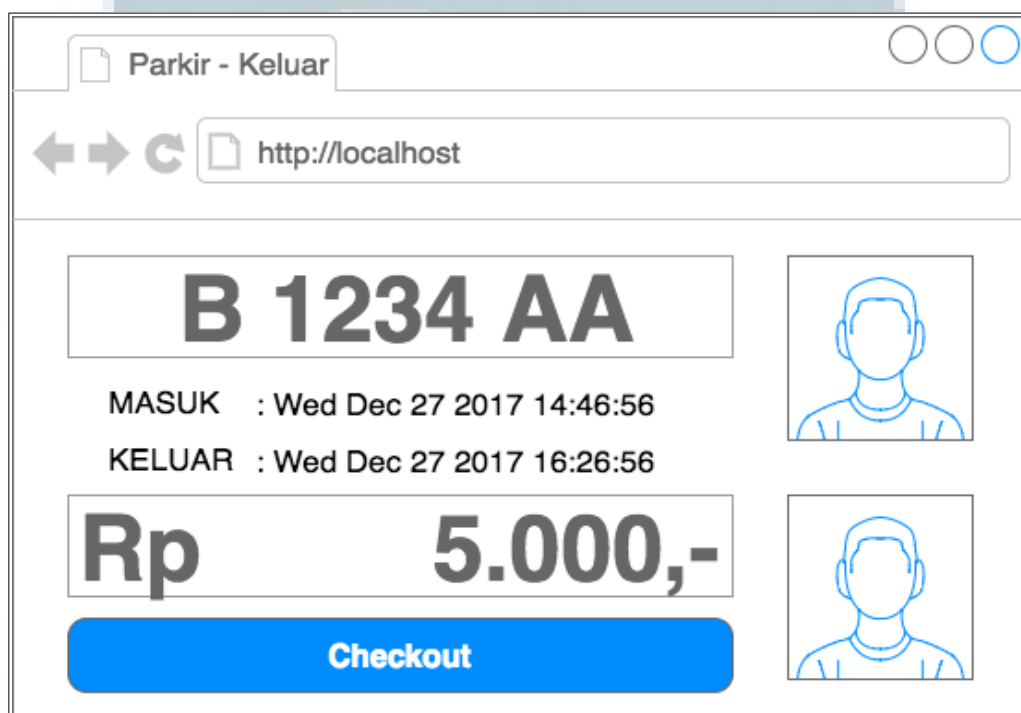 Parkir - Keluar
http://localhost
B 1234 AA
MASUK : Wed Dec 27 2017 14:46:56
KELUAR : Wed Dec 27 2017 16:26:56
Rp 5.000,-
Checkout